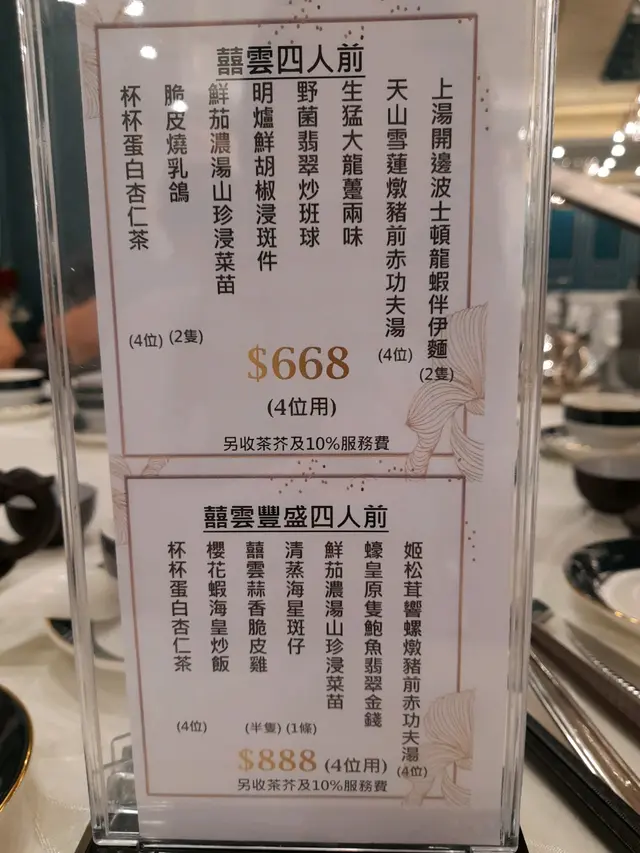 囍雲四人前
上湯開邊波士頓龍蝦伴伊麵
(2隻)
天山雪蓮燉豬前赤功夫湯
(4位)
生猛大龍躉兩味
野菌翡翠炒班球
明爐鮮胡椒浸斑件
鮮茄濃湯山珍浸菜苗
脆皮燒乳鴿
(2隻)
杯杯蛋白杏仁茶
(4位)
$668
(4位用)
另收茶芥及10%服務費
囍雲豐盛四人前
姬松茸響螺燉豬前赤功夫湯
(4位)
蠔皇原隻鮑魚翡翠金錢
鮮茄濃湯山珍浸菜苗
清蒸海星斑仔
(1條)
囍雲蒜香脆皮雞
(半隻)
櫻花蝦海皇炒飯
杯杯蛋白杏仁茶
(4位)
$888 (4位用)
另收茶芥及10%服務費